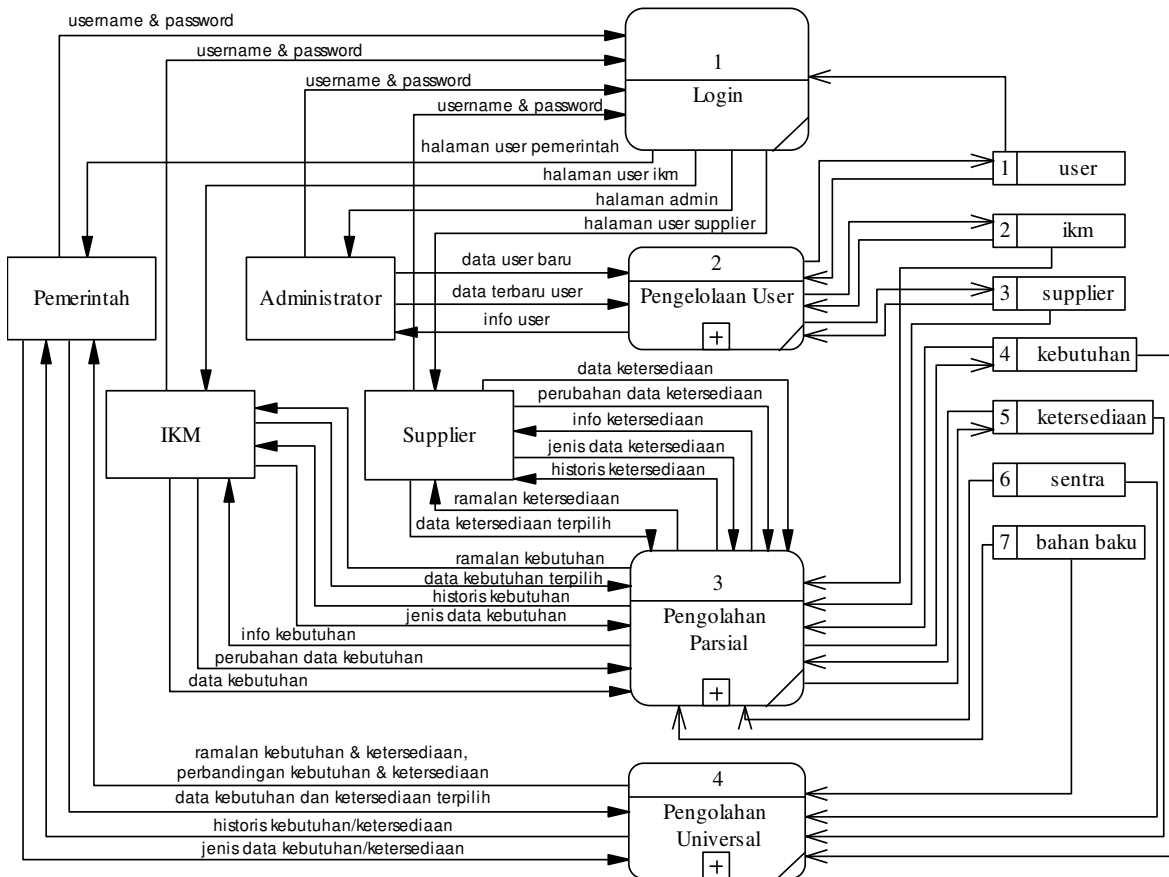 username & password
username & password
username & password
username & password
1
Login
halaman user pemerintah
halaman user ikm
halaman admin
halaman user supplier
1 user
2 ikm
3 supplier
4 kebutuhan
5 ketersediaan
6 sentra
7 bahan baku
Pemerintah
Administrator
data user baru
data terbaru user
info user
2
Pengelolaan User
+
IKM
Supplier
data ketersediaan
perubahan data ketersediaan
info ketersediaan
jenis data ketersediaan
historis ketersediaan
ramalan ketersediaan
data ketersediaan terpilih
ramalan kebutuhan
data kebutuhan terpilih
historis kebutuhan
jenis data kebutuhan
info kebutuhan
perubahan data kebutuhan
data kebutuhan
3
Pengolahan
Parsial
+
ramalan kebutuhan & ketersediaan,
perbandingan kebutuhan & ketersediaan
data kebutuhan dan ketersediaan terpilih
historis kebutuhan/ketersediaan
jenis data kebutuhan/ketersediaan
4
Pengolahan
Universal
+